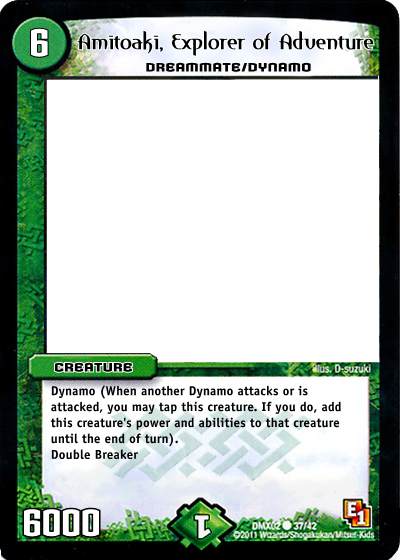 6
Amitoaki, Explorer of Adventure
DREAMMATE/DYNAMO
CREATURE
illus. D-suzuki
Dynamo (When another Dynamo attacks or is
attacked, you may tap this creature. If you do, add
this creature's power and abilities to that creature
until the end of turn).
Double Breaker
6000
1
E1
DMX02 37/42
©2011 Wizards/Shogakukan/Mitsui-Kids